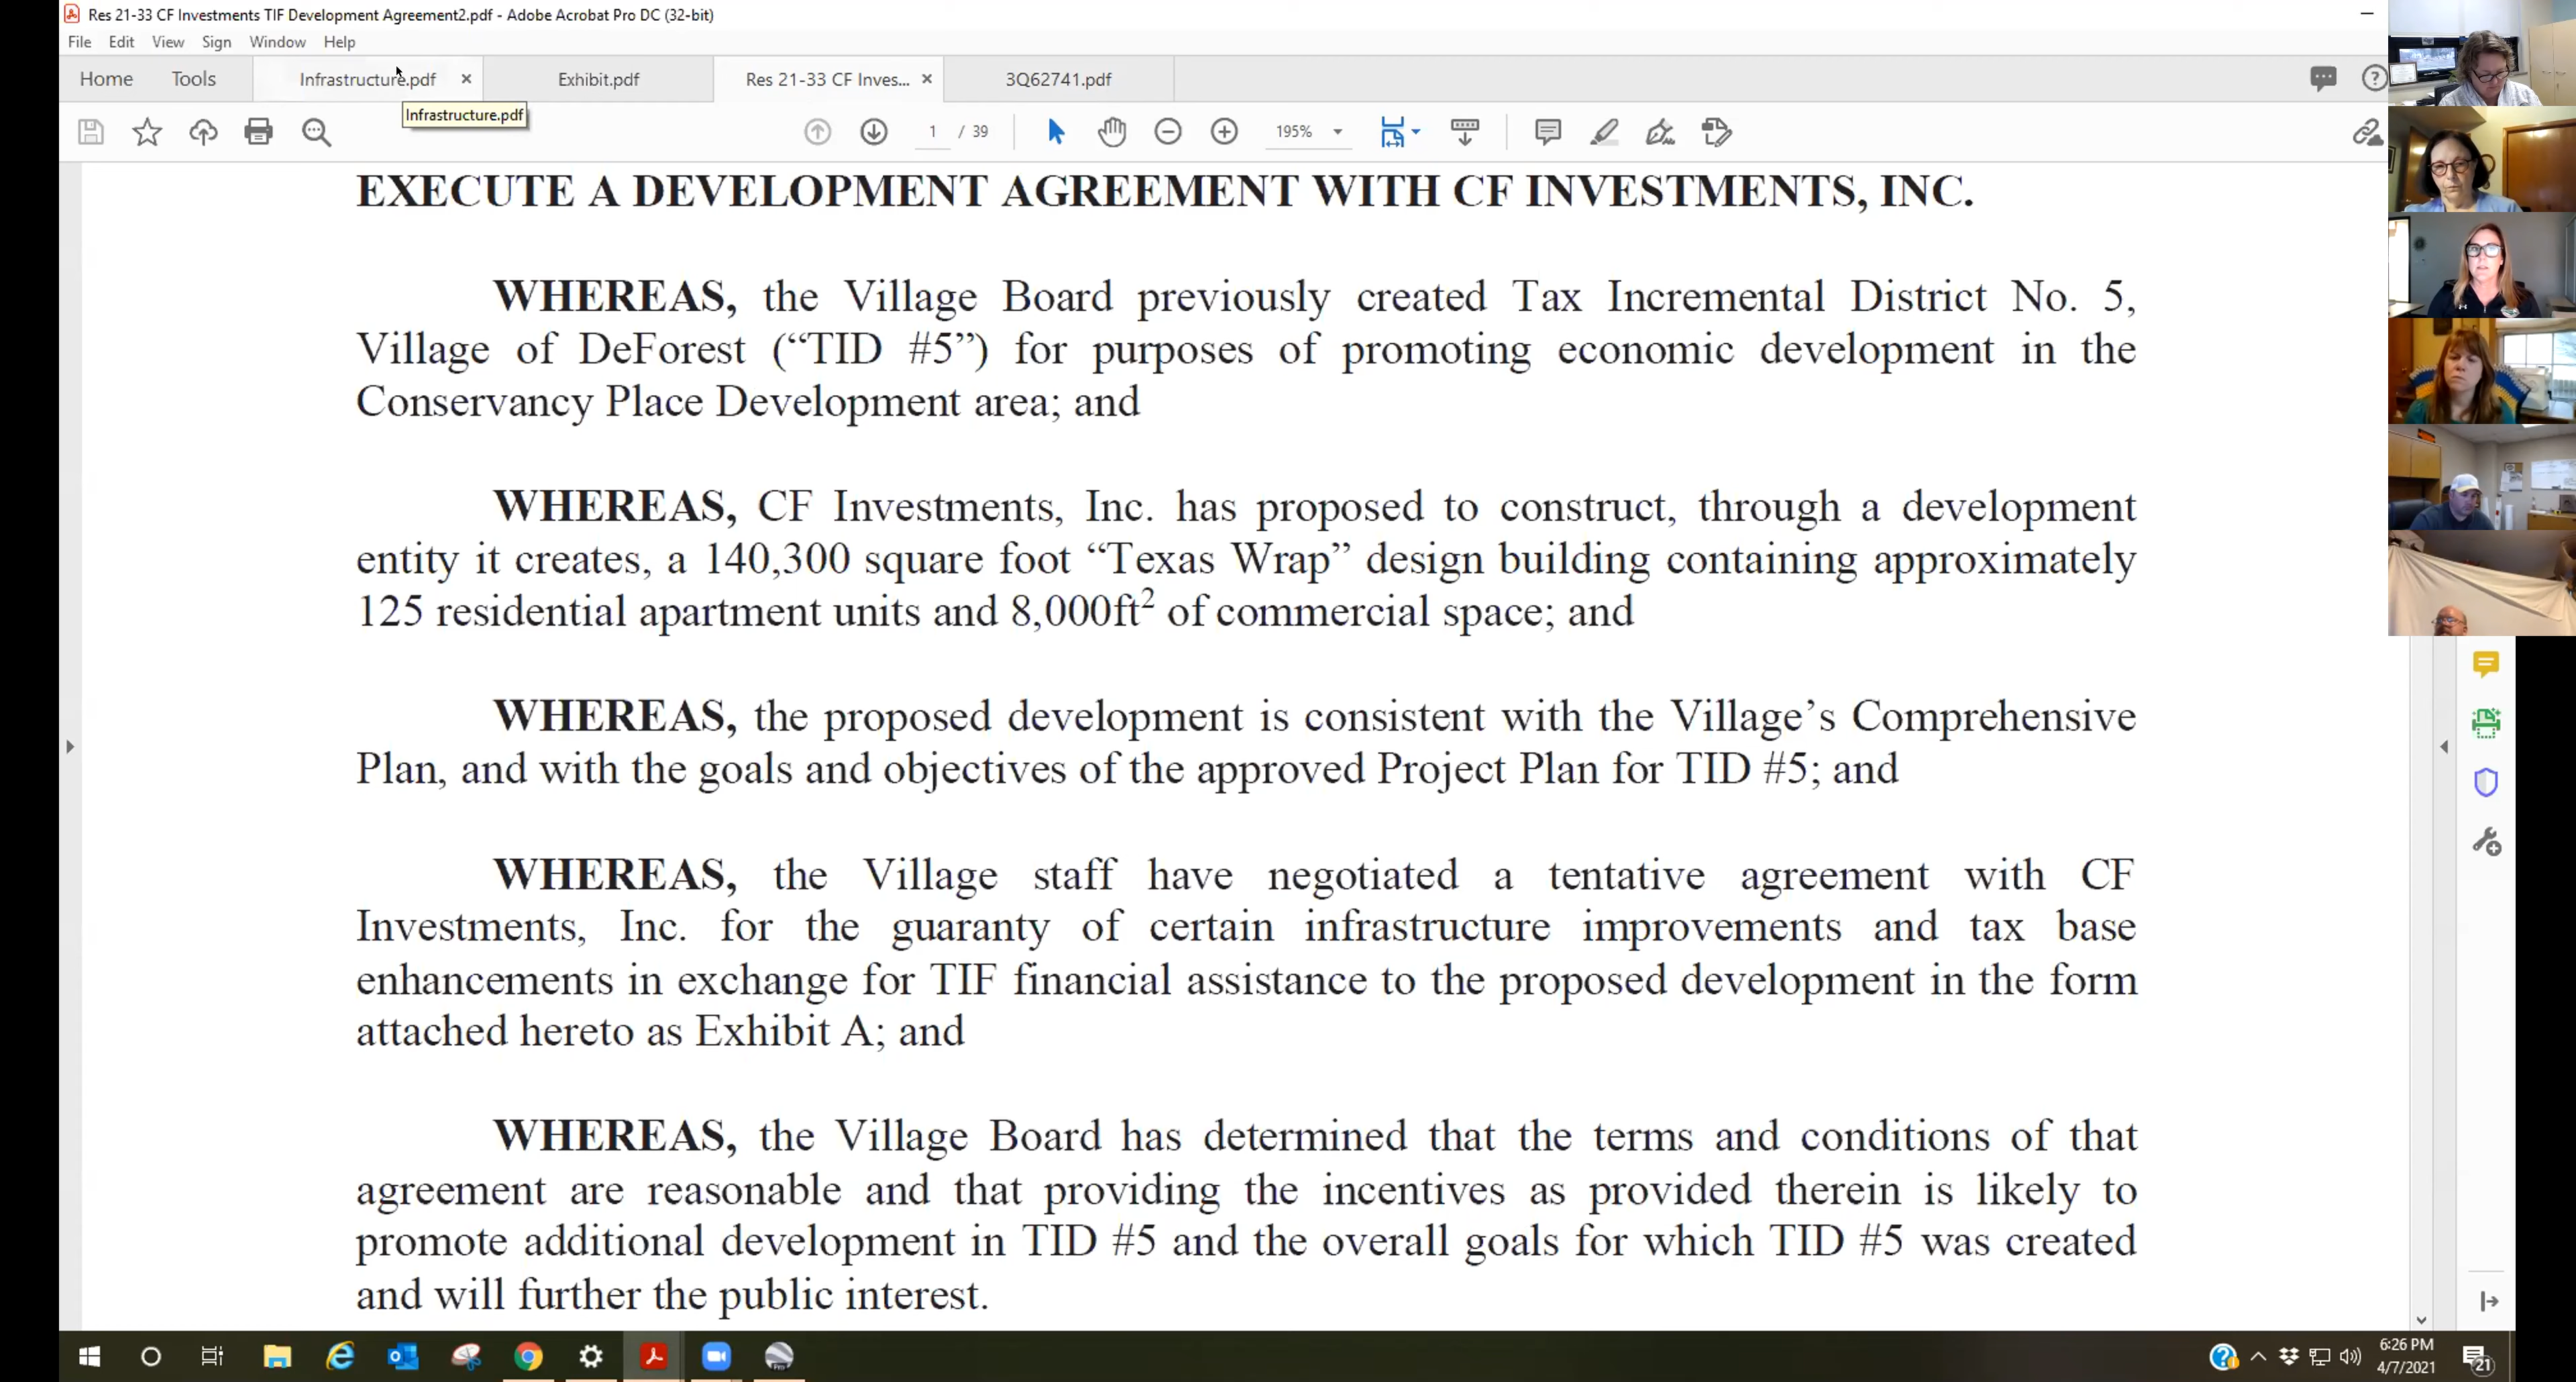 Res 21-33 CF Investments TIF Development Agreement2.pdf - Adobe Acrobat Pro DC (32-bit)
File Edit View Sign Window Help
Home Tools Infrastructure.pdf Exhibit.pdf Res 21-33 CF Inves... 3Q62741.pdf
Infrastructure.pdf
1 / 39 195%
EXECUTE A DEVELOPMENT AGREEMENT WITH CF INVESTMENTS, INC.
WHEREAS, the Village Board previously created Tax Incremental District No. 5,
Village of DeForest (“TID #5”) for purposes of promoting economic development in the
Conservancy Place Development area; and
WHEREAS, CF Investments, Inc. has proposed to construct, through a development
entity it creates, a 140,300 square foot “Texas Wrap” design building containing approximately
125 residential apartment units and 8,000ft² of commercial space; and
WHEREAS, the proposed development is consistent with the Village’s Comprehensive
Plan, and with the goals and objectives of the approved Project Plan for TID #5; and
WHEREAS, the Village staff have negotiated a tentative agreement with CF
Investments, Inc. for the guaranty of certain infrastructure improvements and tax base
enhancements in exchange for TIF financial assistance to the proposed development in the form
attached hereto as Exhibit A; and
WHEREAS, the Village Board has determined that the terms and conditions of that
agreement are reasonable and that providing the incentives as provided therein is likely to
promote additional development in TID #5 and the overall goals for which TID #5 was created
and will further the public interest.
6:26 PM
4/7/2021
21